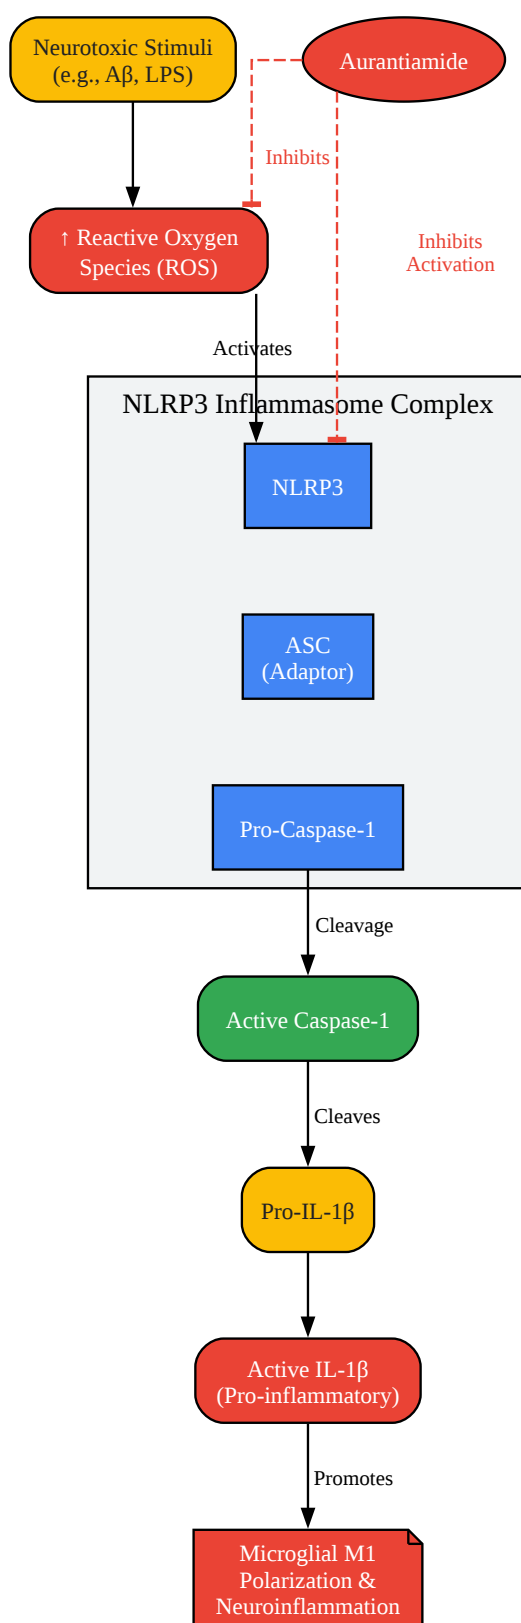 Neurotoxic Stimuli
(e.g., Aβ, LPS)
Aurantiamide
Inhibits
↑ Reactive Oxygen
Species (ROS)
Inhibits
Activation
Activates
NLRP3 Inflammasome Complex
NLRP3
ASC
(Adaptor)
Pro-Caspase-1
Cleavage
Active Caspase-1
Cleaves
Pro-IL-1β
Active IL-1β
(Pro-inflammatory)
Promotes
Microglial M1
Polarization &
Neuroinflammation